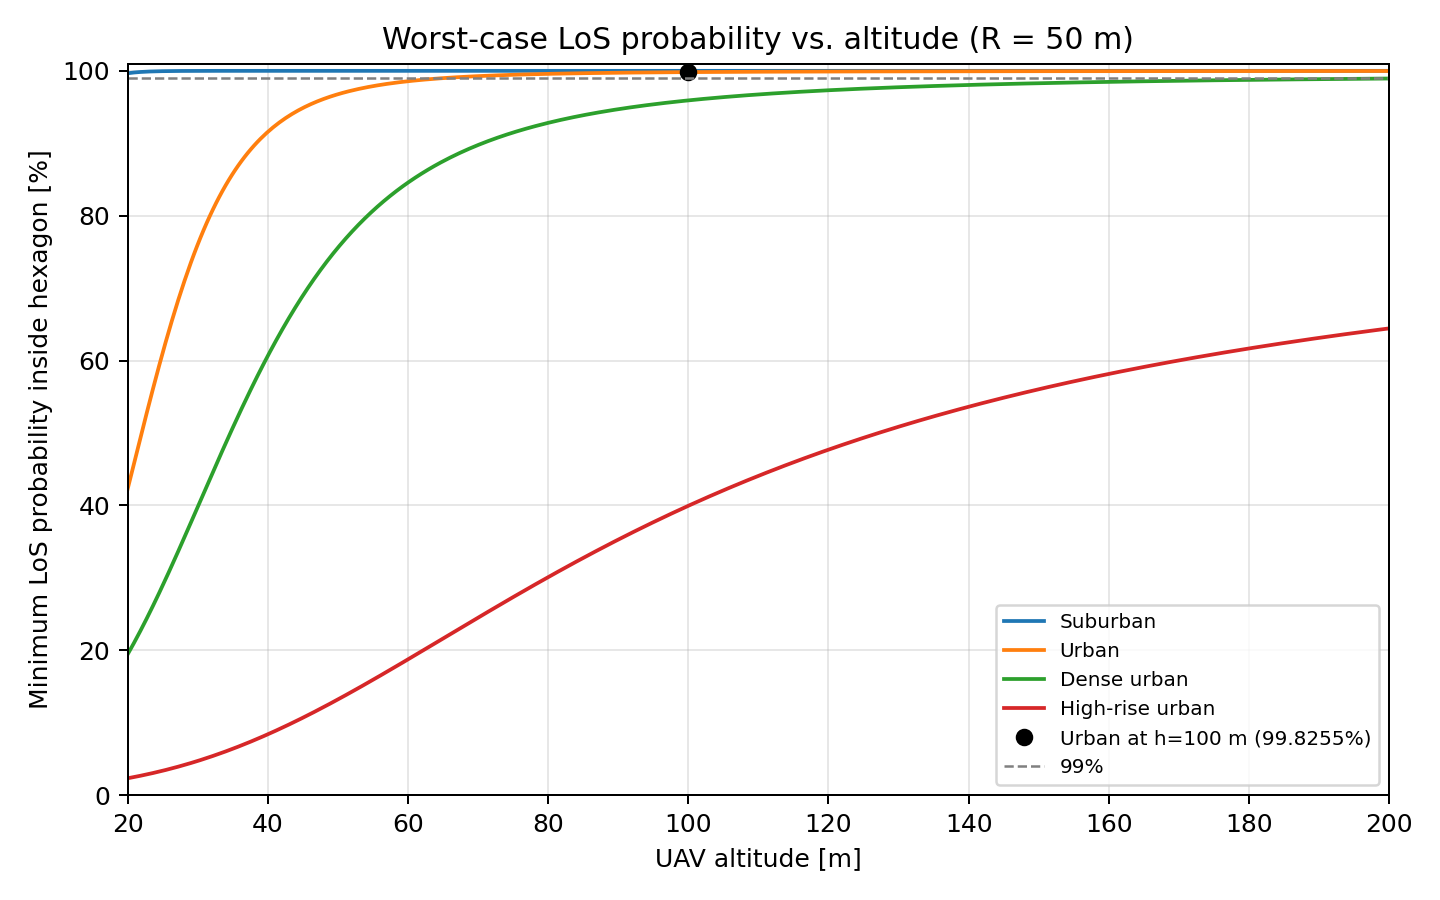 Worst-case LoS probability vs. altitude (R = 50 m)
Minimum LoS probability inside hexagon [%]
100
80
60
40
20
0
20 40 60 80 100 120 140 160 180 200
UAV altitude [m]
Suburban
Urban
Dense urban
High-rise urban
Urban at h=100 m (99.8255%)
99%